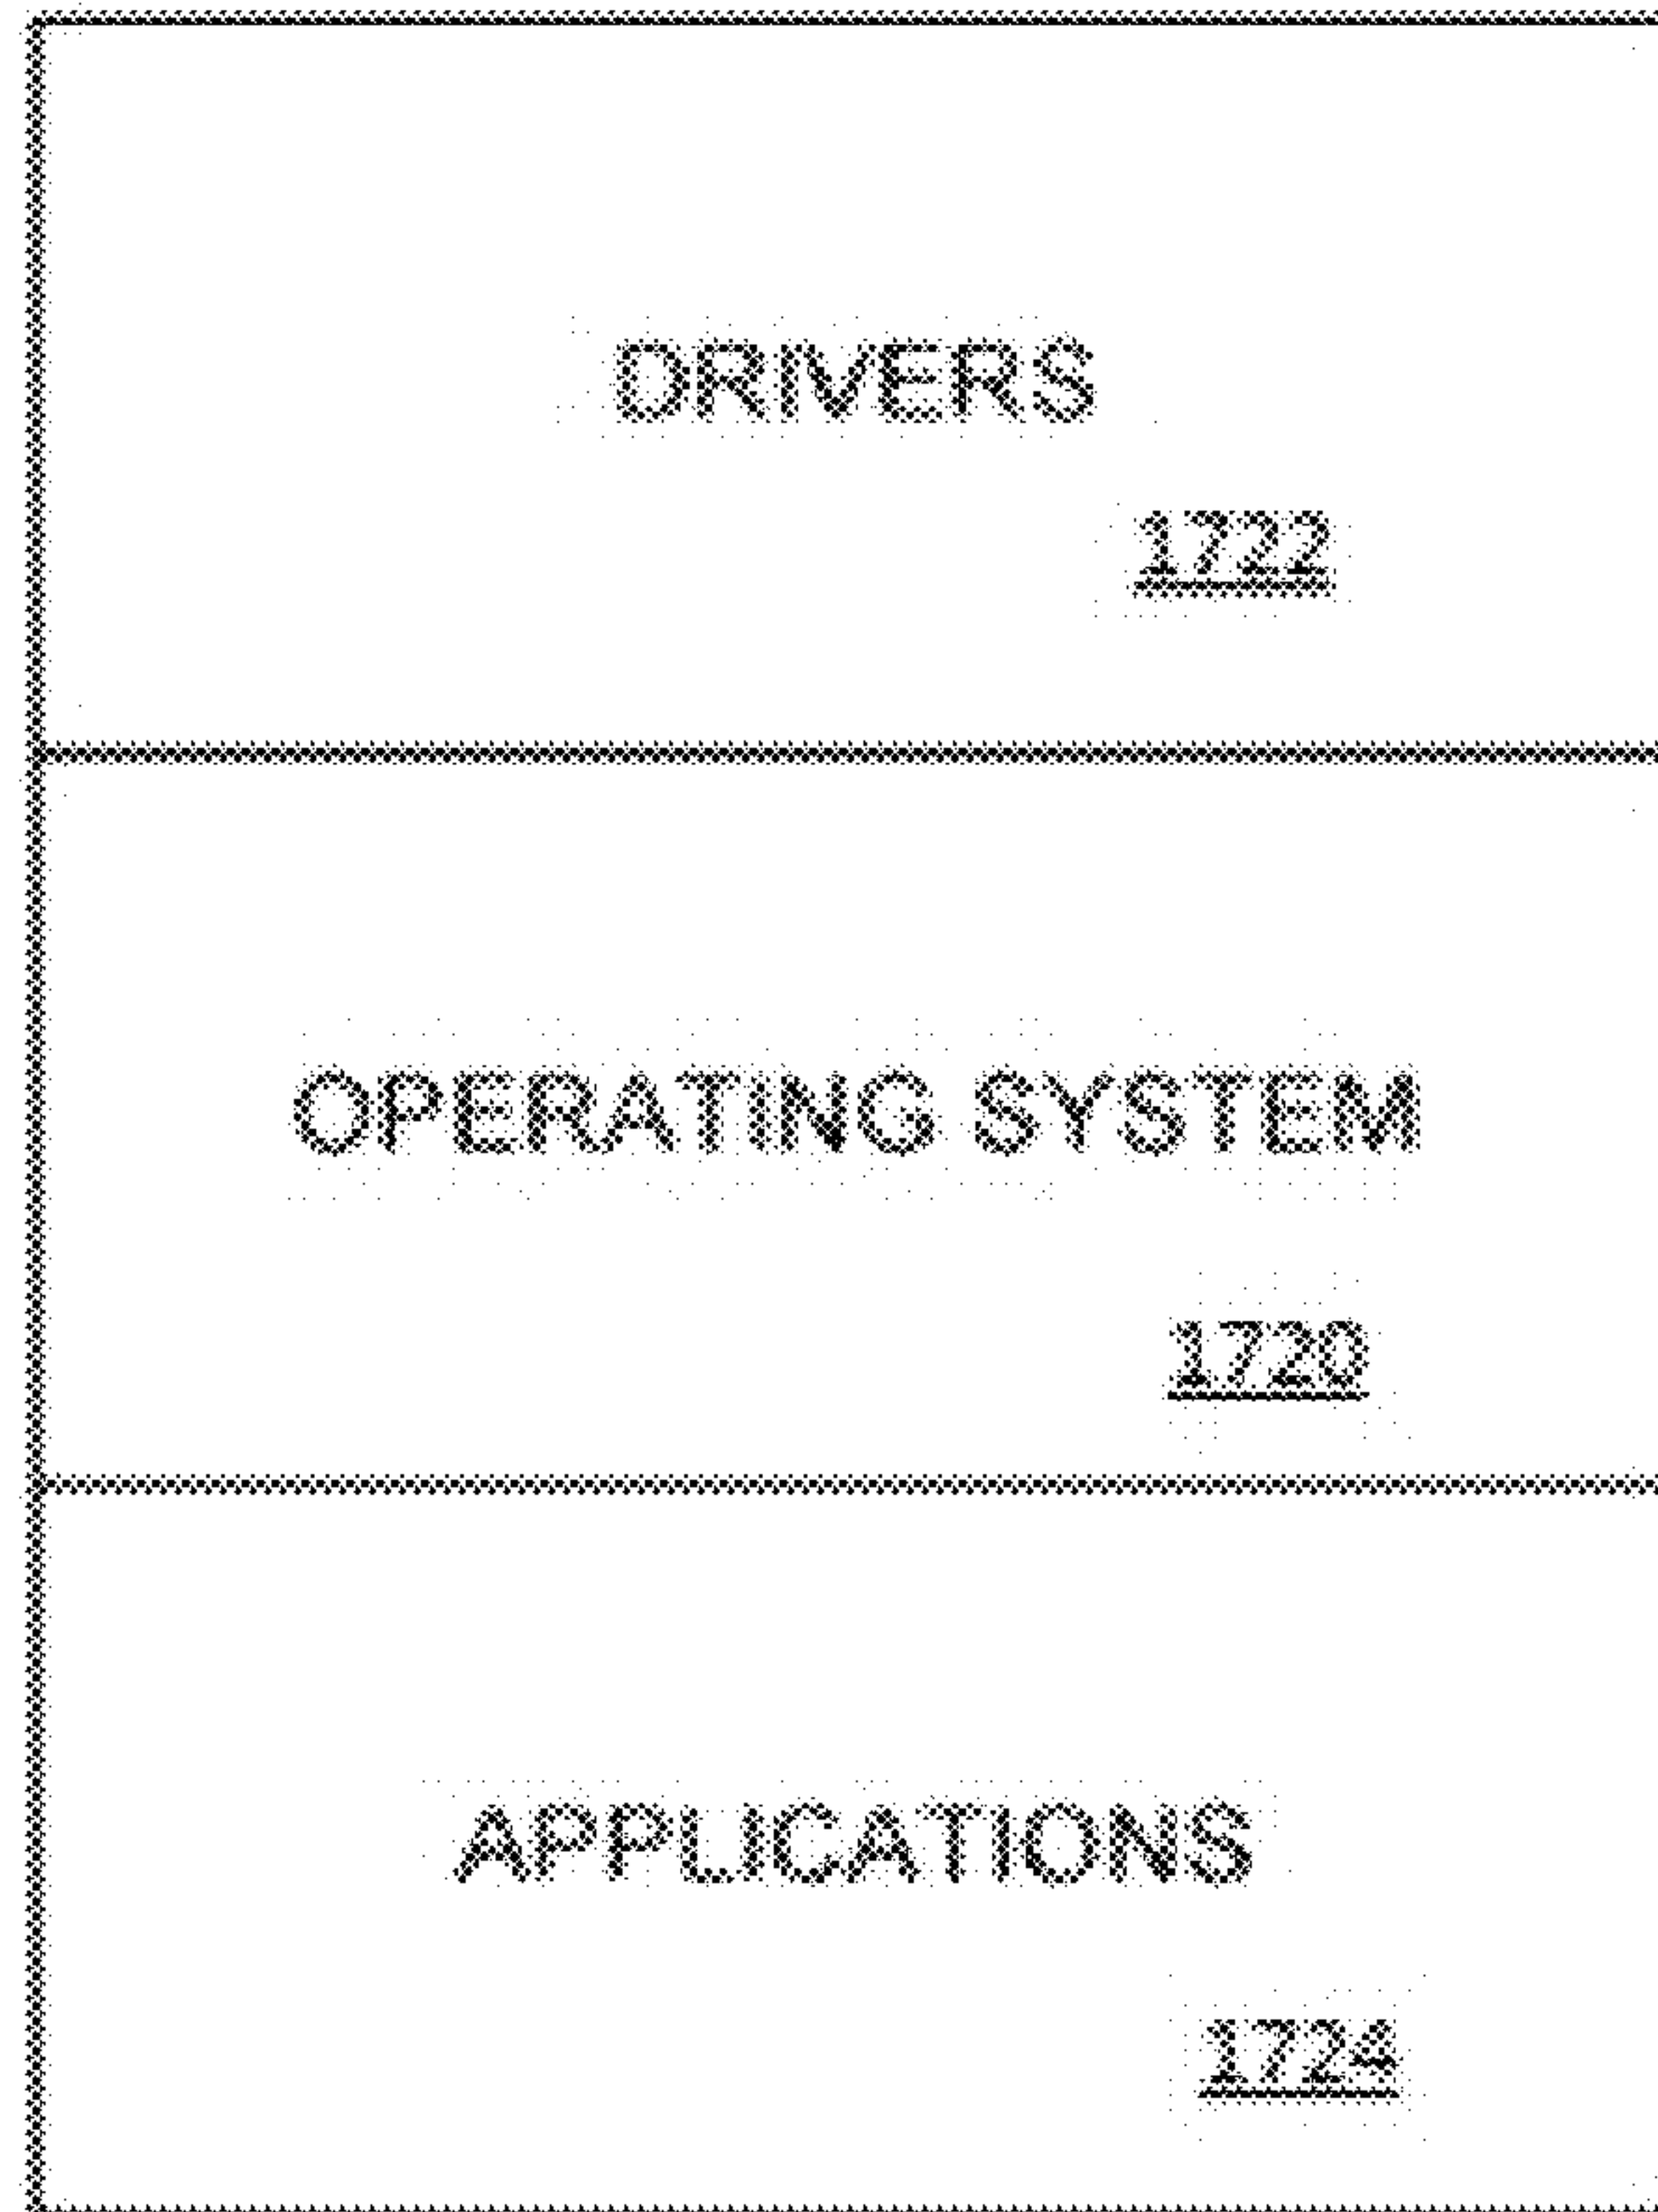 DRIVERS
1722
OPERATING SYSTEM
1720
APPLICATIONS
1724